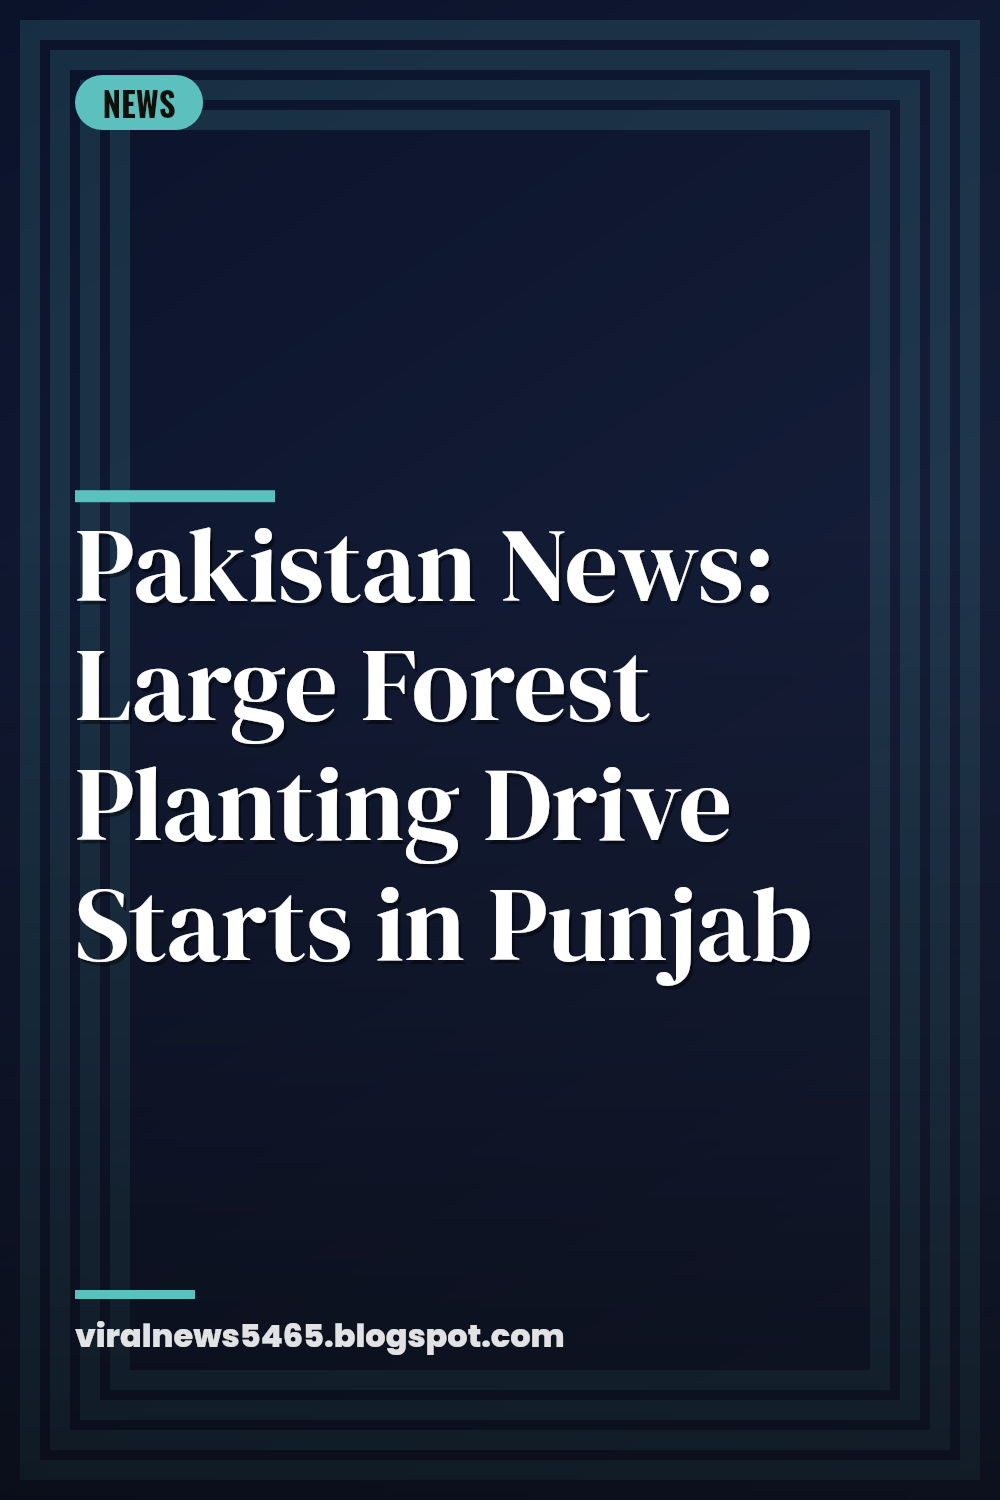 NEWS
Pakistan News:
Large Forest
Planting Drive
Starts in Punjab
viralnews5465.blogspot.com